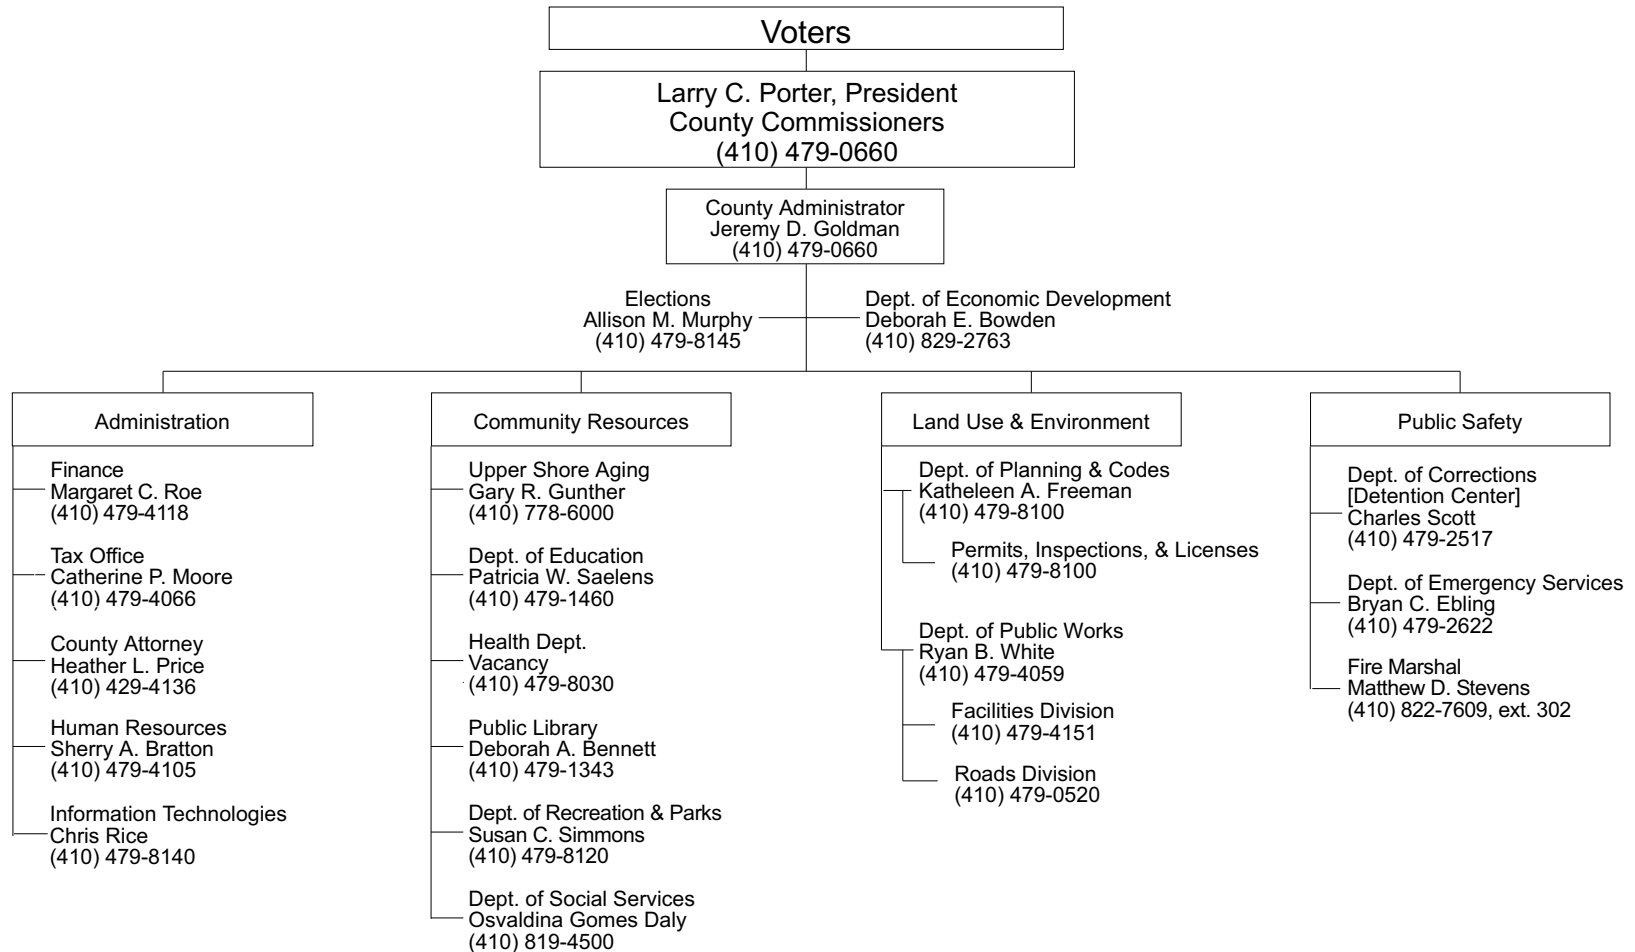 Voters
Larry C. Porter, President
County Commissioners
(410) 479-0660
County Administrator
Jeremy D. Goldman
(410) 479-0660
Elections
Allison M. Murphy
(410) 479-8145
Dept. of Economic Development
Deborah E. Bowden
(410) 829-2763
Administration
Finance
Margaret C. Roe
(410) 479-4118
Tax Office
Catherine P. Moore
(410) 479-4066
County Attorney
Heather L. Price
(410) 429-4136
Human Resources
Sherry A. Bratton
(410) 479-4105
Information Technologies
Chris Rice
(410) 479-8140
Community Resources
Upper Shore Aging
Gary R. Gunther
(410) 778-6000
Dept. of Education
Patricia W. Saelens
(410) 479-1460
Health Dept.
Vacancy
(410) 479-8030
Public Library
Deborah A. Bennett
(410) 479-1343
Dept. of Recreation & Parks
Susan C. Simmons
(410) 479-8120
Dept. of Social Services
Osvaldina Gomes Daly
(410) 819-4500
Land Use & Environment
Dept. of Planning & Codes
Katheleen A. Freeman
(410) 479-8100
Permits, Inspections, & Licenses
(410) 479-8100
Dept. of Public Works
Ryan B. White
(410) 479-4059
Facilities Division
(410) 479-4151
Roads Division
(410) 479-0520
Public Safety
Dept. of Corrections
[Detention Center]
Charles Scott
(410) 479-2517
Dept. of Emergency Services
Bryan C. Ebling
(410) 479-2622
Fire Marshal
Matthew D. Stevens
(410) 822-7609, ext. 302